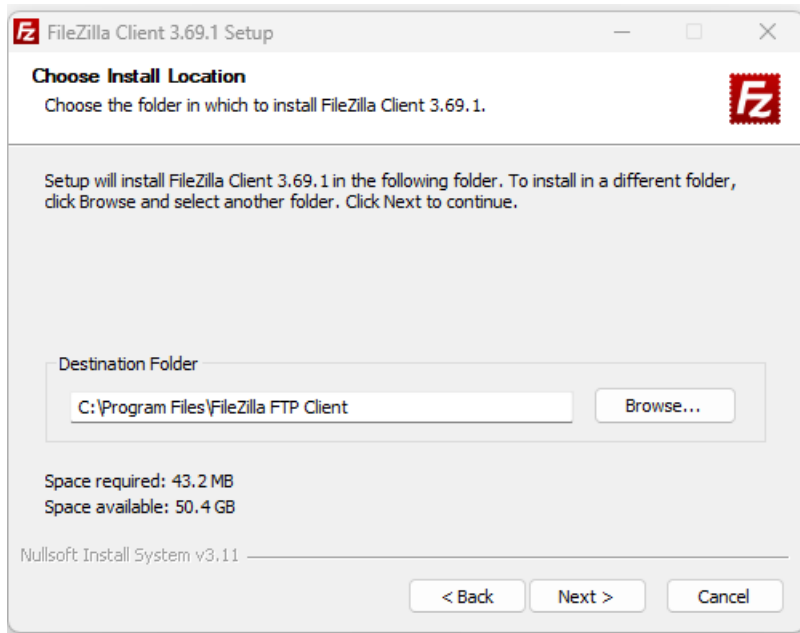 FileZilla Client 3.69.1 Setup
Choose Install Location
Choose the folder in which to install FileZilla Client 3.69.1.
Fz
Setup will install FileZilla Client 3.69.1 in the following folder. To install in a different folder,
click Browse and select another folder. Click Next to continue.
Destination Folder
C:\Program Files\FileZilla FTP Client
Browse...
Space required: 43.2 MB
Space available: 50.4 GB
Nullsoft Install System v3.11
< Back
Next >
Cancel